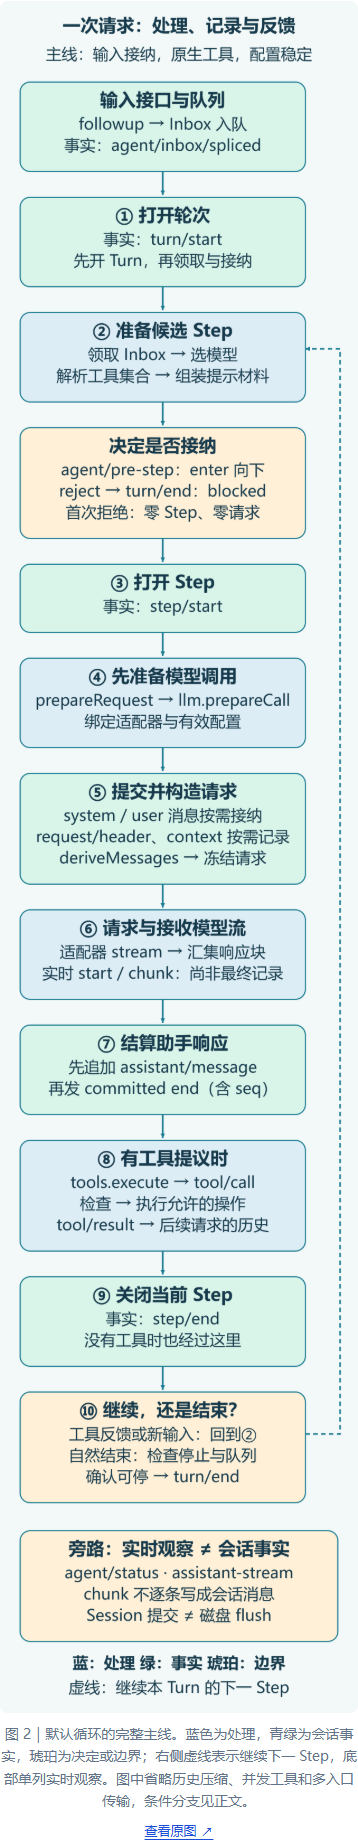 一次请求：处理、记录与反馈
主线：输入接纳，原生工具，配置稳定
输入接口与队列
followup → Inbox 入队
事实：agent/inbox/spliced
① 打开轮次
事实：turn/start
先开 Turn，再领取与接纳
② 准备候选 Step
领取 Inbox → 选模型
解析工具集合 → 组装提示材料
决定是否接纳
agent/pre-step：enter 向下
reject → turn/end：blocked
首次拒绝：零 Step、零请求
③ 打开 Step
事实：step/start
④ 先准备模型调用
prepareRequest → llm.prepareCall
绑定适配器与有效配置
⑤ 提交并构造请求
system / user 消息按需接纳
request/header、context 按需记录
deriveMessages → 冻结请求
⑥ 请求与接收模型流
适配器 stream → 汇集响应块
实时 start / chunk：尚非最终记录
⑦ 结算助手响应
先追加 assistant/message
再发 committed end（含 seq）
⑧ 有工具提议时
tools.execute → tool/call
检查 → 执行允许的操作
tool/result → 后续请求的历史
⑨ 关闭当前 Step
事实：step/end
没有工具时也经过这里
⑩ 继续，还是结束？
工具反馈或新输入：回到②
自然结束：检查停止与队列
确认可停 → turn/end
旁路：实时观察 ≠ 会话事实
agent/status · assistant-stream
chunk 不逐条写成会话消息
Session 提交 ≠ 磁盘 flush
蓝：处理 绿：事实 琥珀：边界
虚线：继续本 Turn 的下一 Step
图 2｜默认循环的完整主线。蓝色为处理，青绿为会话事
实，琥珀为决定或边界；右侧虚线表示继续下一 Step，底
部单列实时观察。图中省略历史压缩、并发工具和多入口
传输，条件分支见正文。
查看原图 ↗